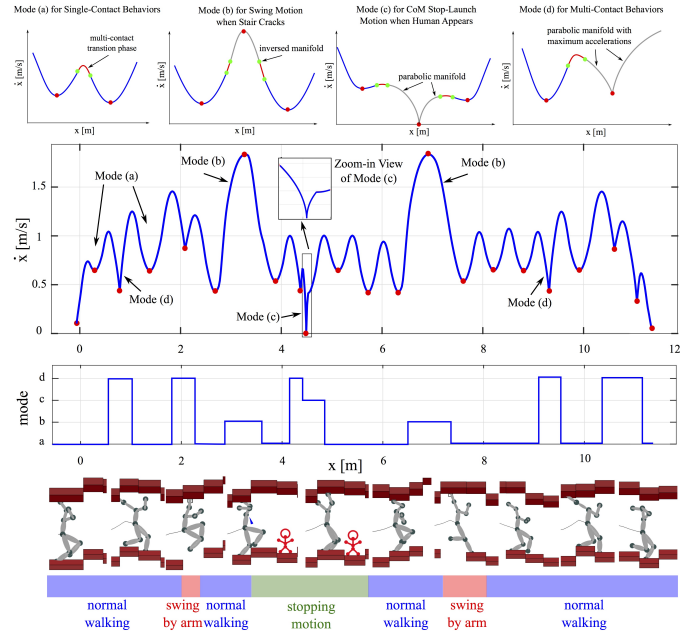 Mode (a) for Single-Contact Behaviors
Mode (b) for Swing Motion
when Stair Cracks
Mode (c) for CoM Stop-Launch
Motion when Human Appears
Mode (d) for Multi-Contact Behaviors
multi-contact
transtion phase
inversed manifold
parabolic manifold
parabolic manifold with
maximum accelerations
ẋ [m/s]
x [m]
x [m]
x [m]
x [m]
Mode (a)
Mode (b)
Zoom-in View
of Mode (c)
Mode (b)
Mode (d)
Mode (c)
Mode (d)
ẋ [m/s]
1.5
1
0.5
0
0 2 4 6 8 10 12
mode
d
c
b
a
0 2 4 6 8 10
x [m]
normal
walking
swing
by arm
normal
walking
stopping
motion
normal
walking
swing
by arm
normal
walking